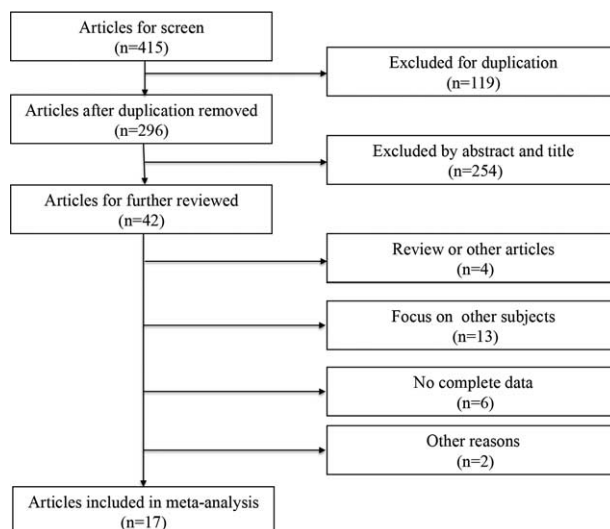 Articles for screen
(n=415)
Excluded for duplication
(n=119)
Articles after duplication removed
(n=296)
Excluded by abstract and title
(n=254)
Articles for further reviewed
(n=42)
Review or other articles
(n=4)
Focus on other subjects
(n=13)
No complete data
(n=6)
Other reasons
(n=2)
Articles included in meta-analysis
(n=17)